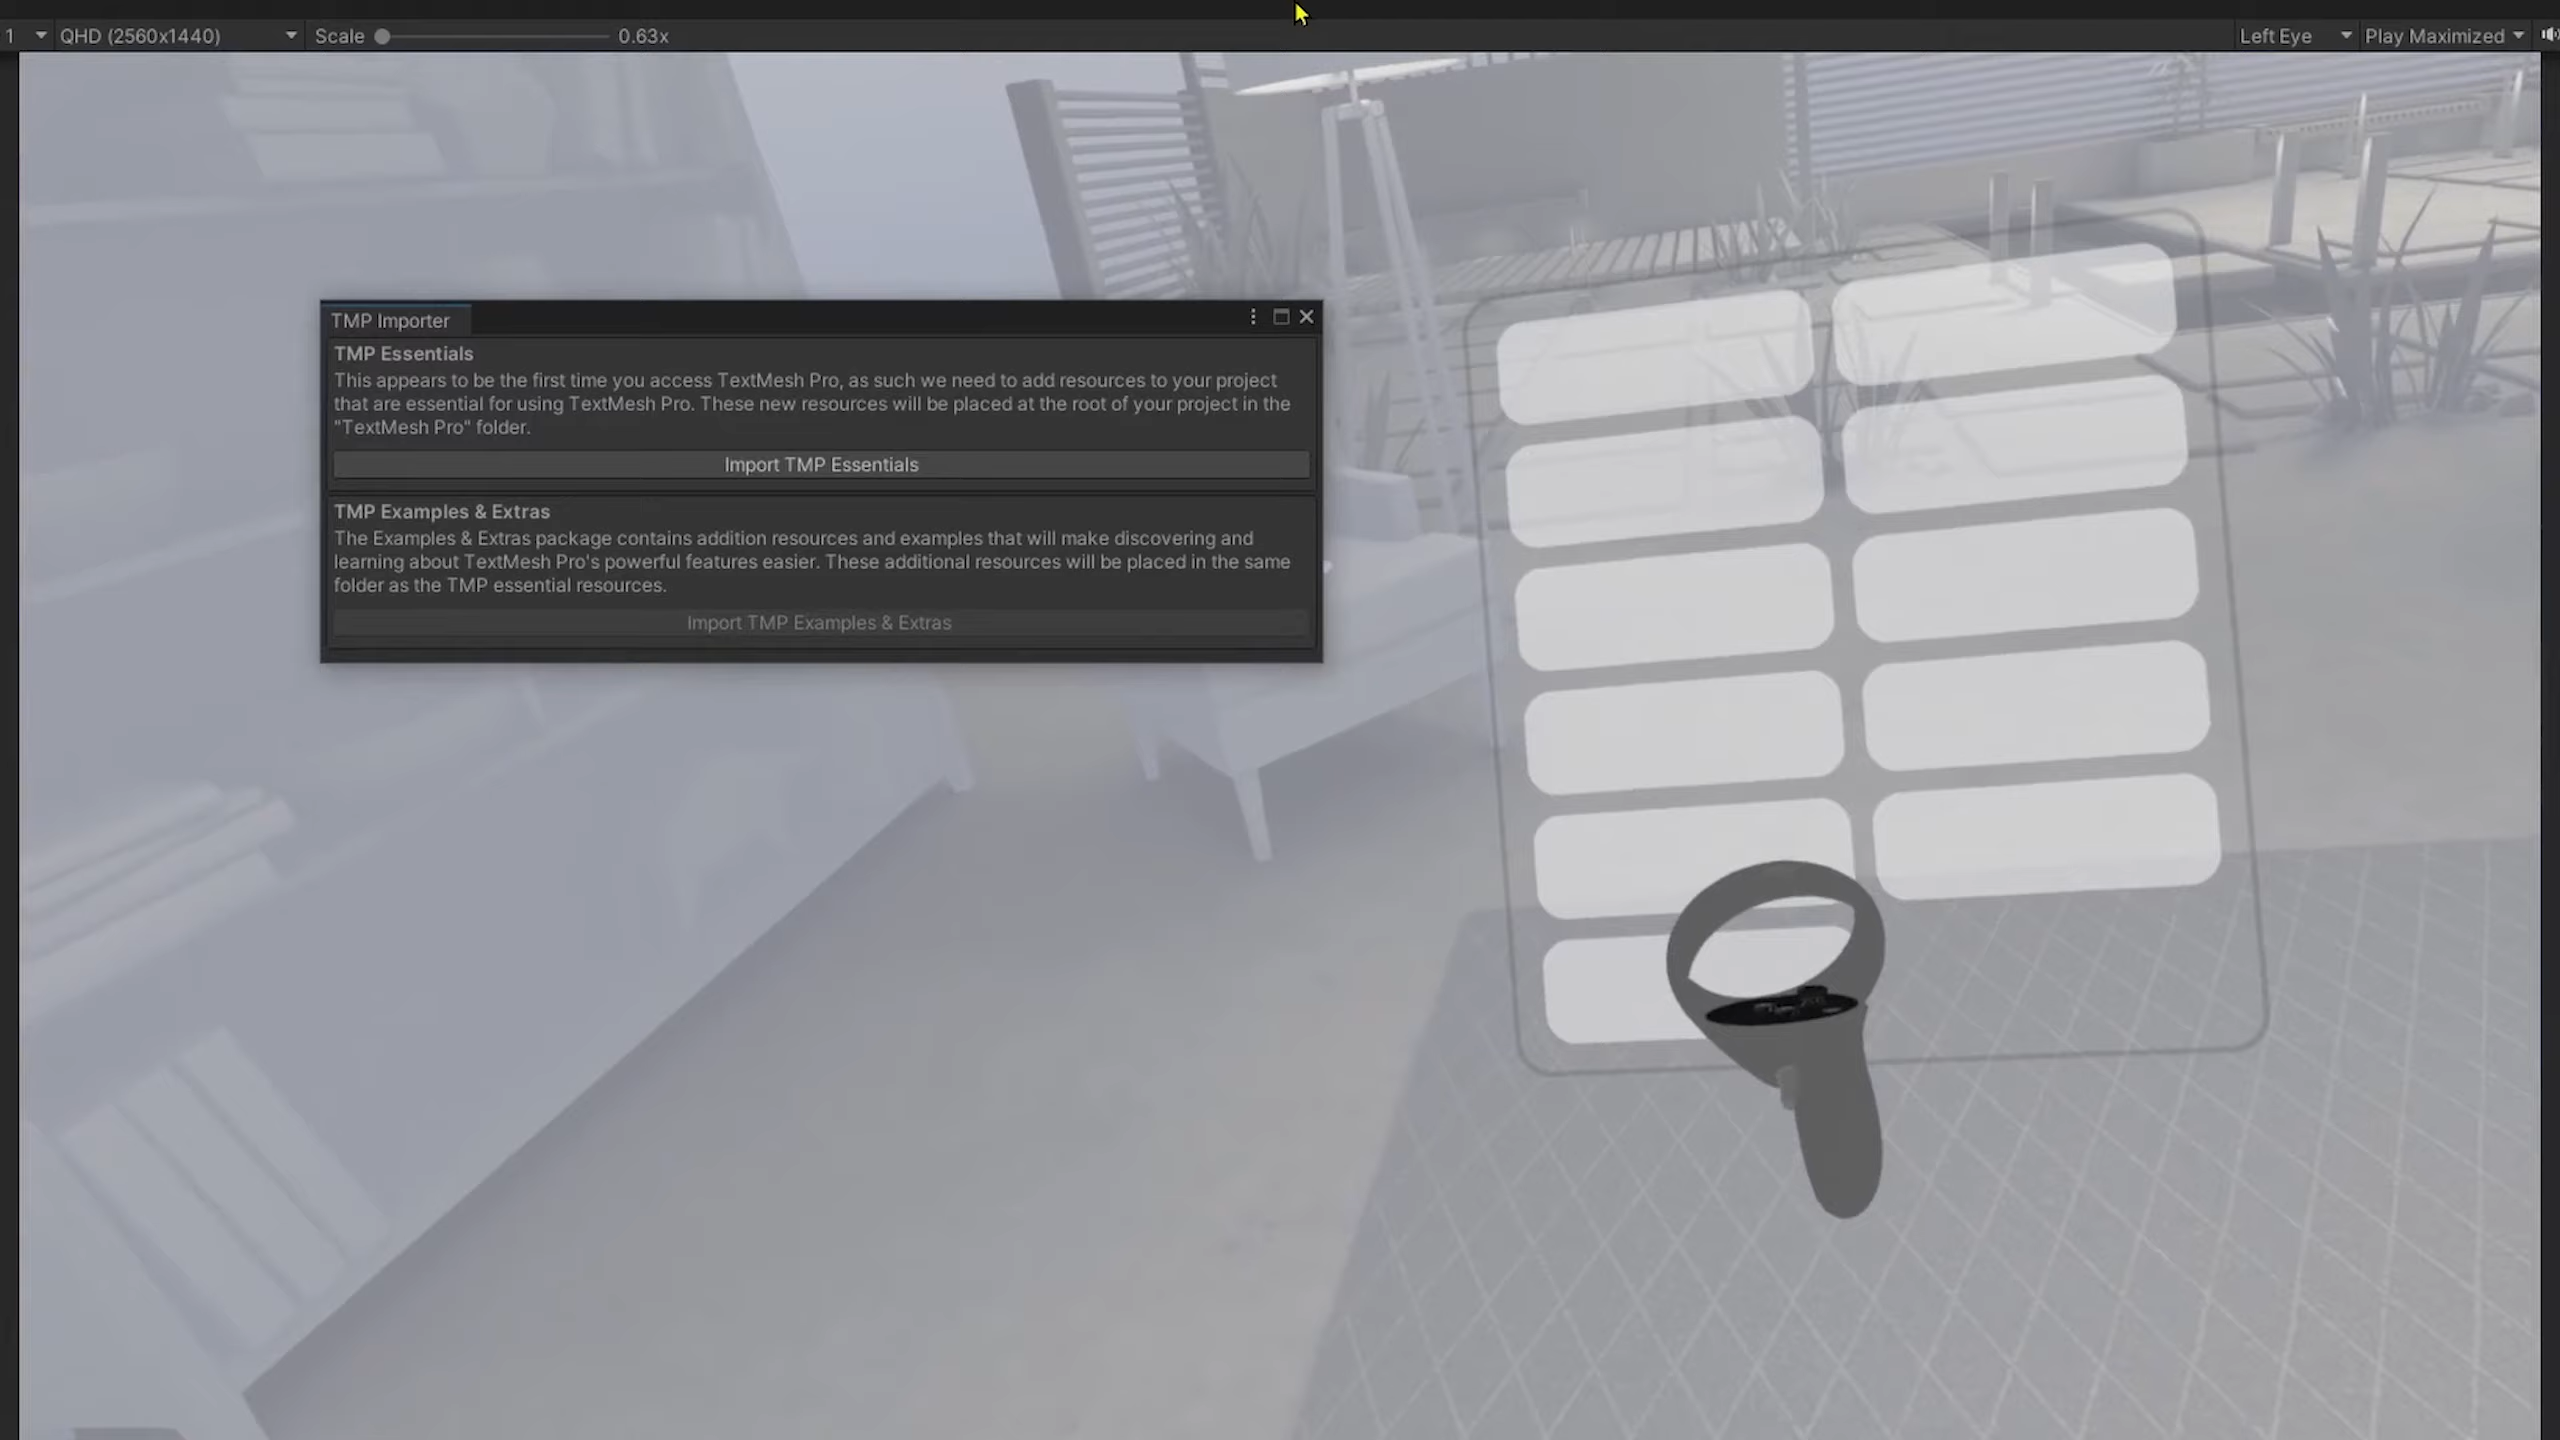 1 QHD (2560x1440) Scale 0.63x Left Eye Play Maximized
TMP Importer
TMP Essentials
This appears to be the first time you access TextMesh Pro, as such we need to add resources to your project
that are essential for using TextMesh Pro. These new resources will be placed at the root of your project in the
"TextMesh Pro" folder.
Import TMP Essentials
TMP Examples & Extras
The Examples & Extras package contains addition resources and examples that will make discovering and
learning about TextMesh Pro's powerful features easier. These additional resources will be placed in the same
folder as the TMP essential resources.
Import TMP Examples & Extras